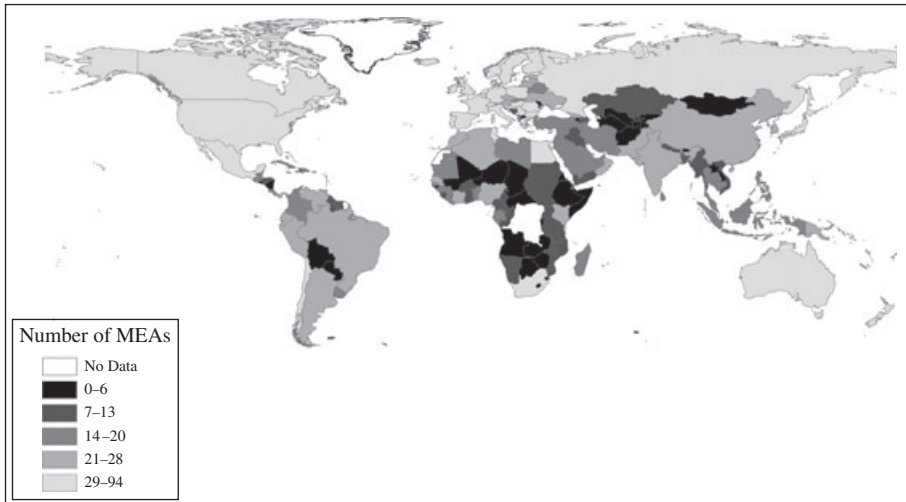 Number of MEAs
No Data
0–6
7–13
14–20
21–28
29–94